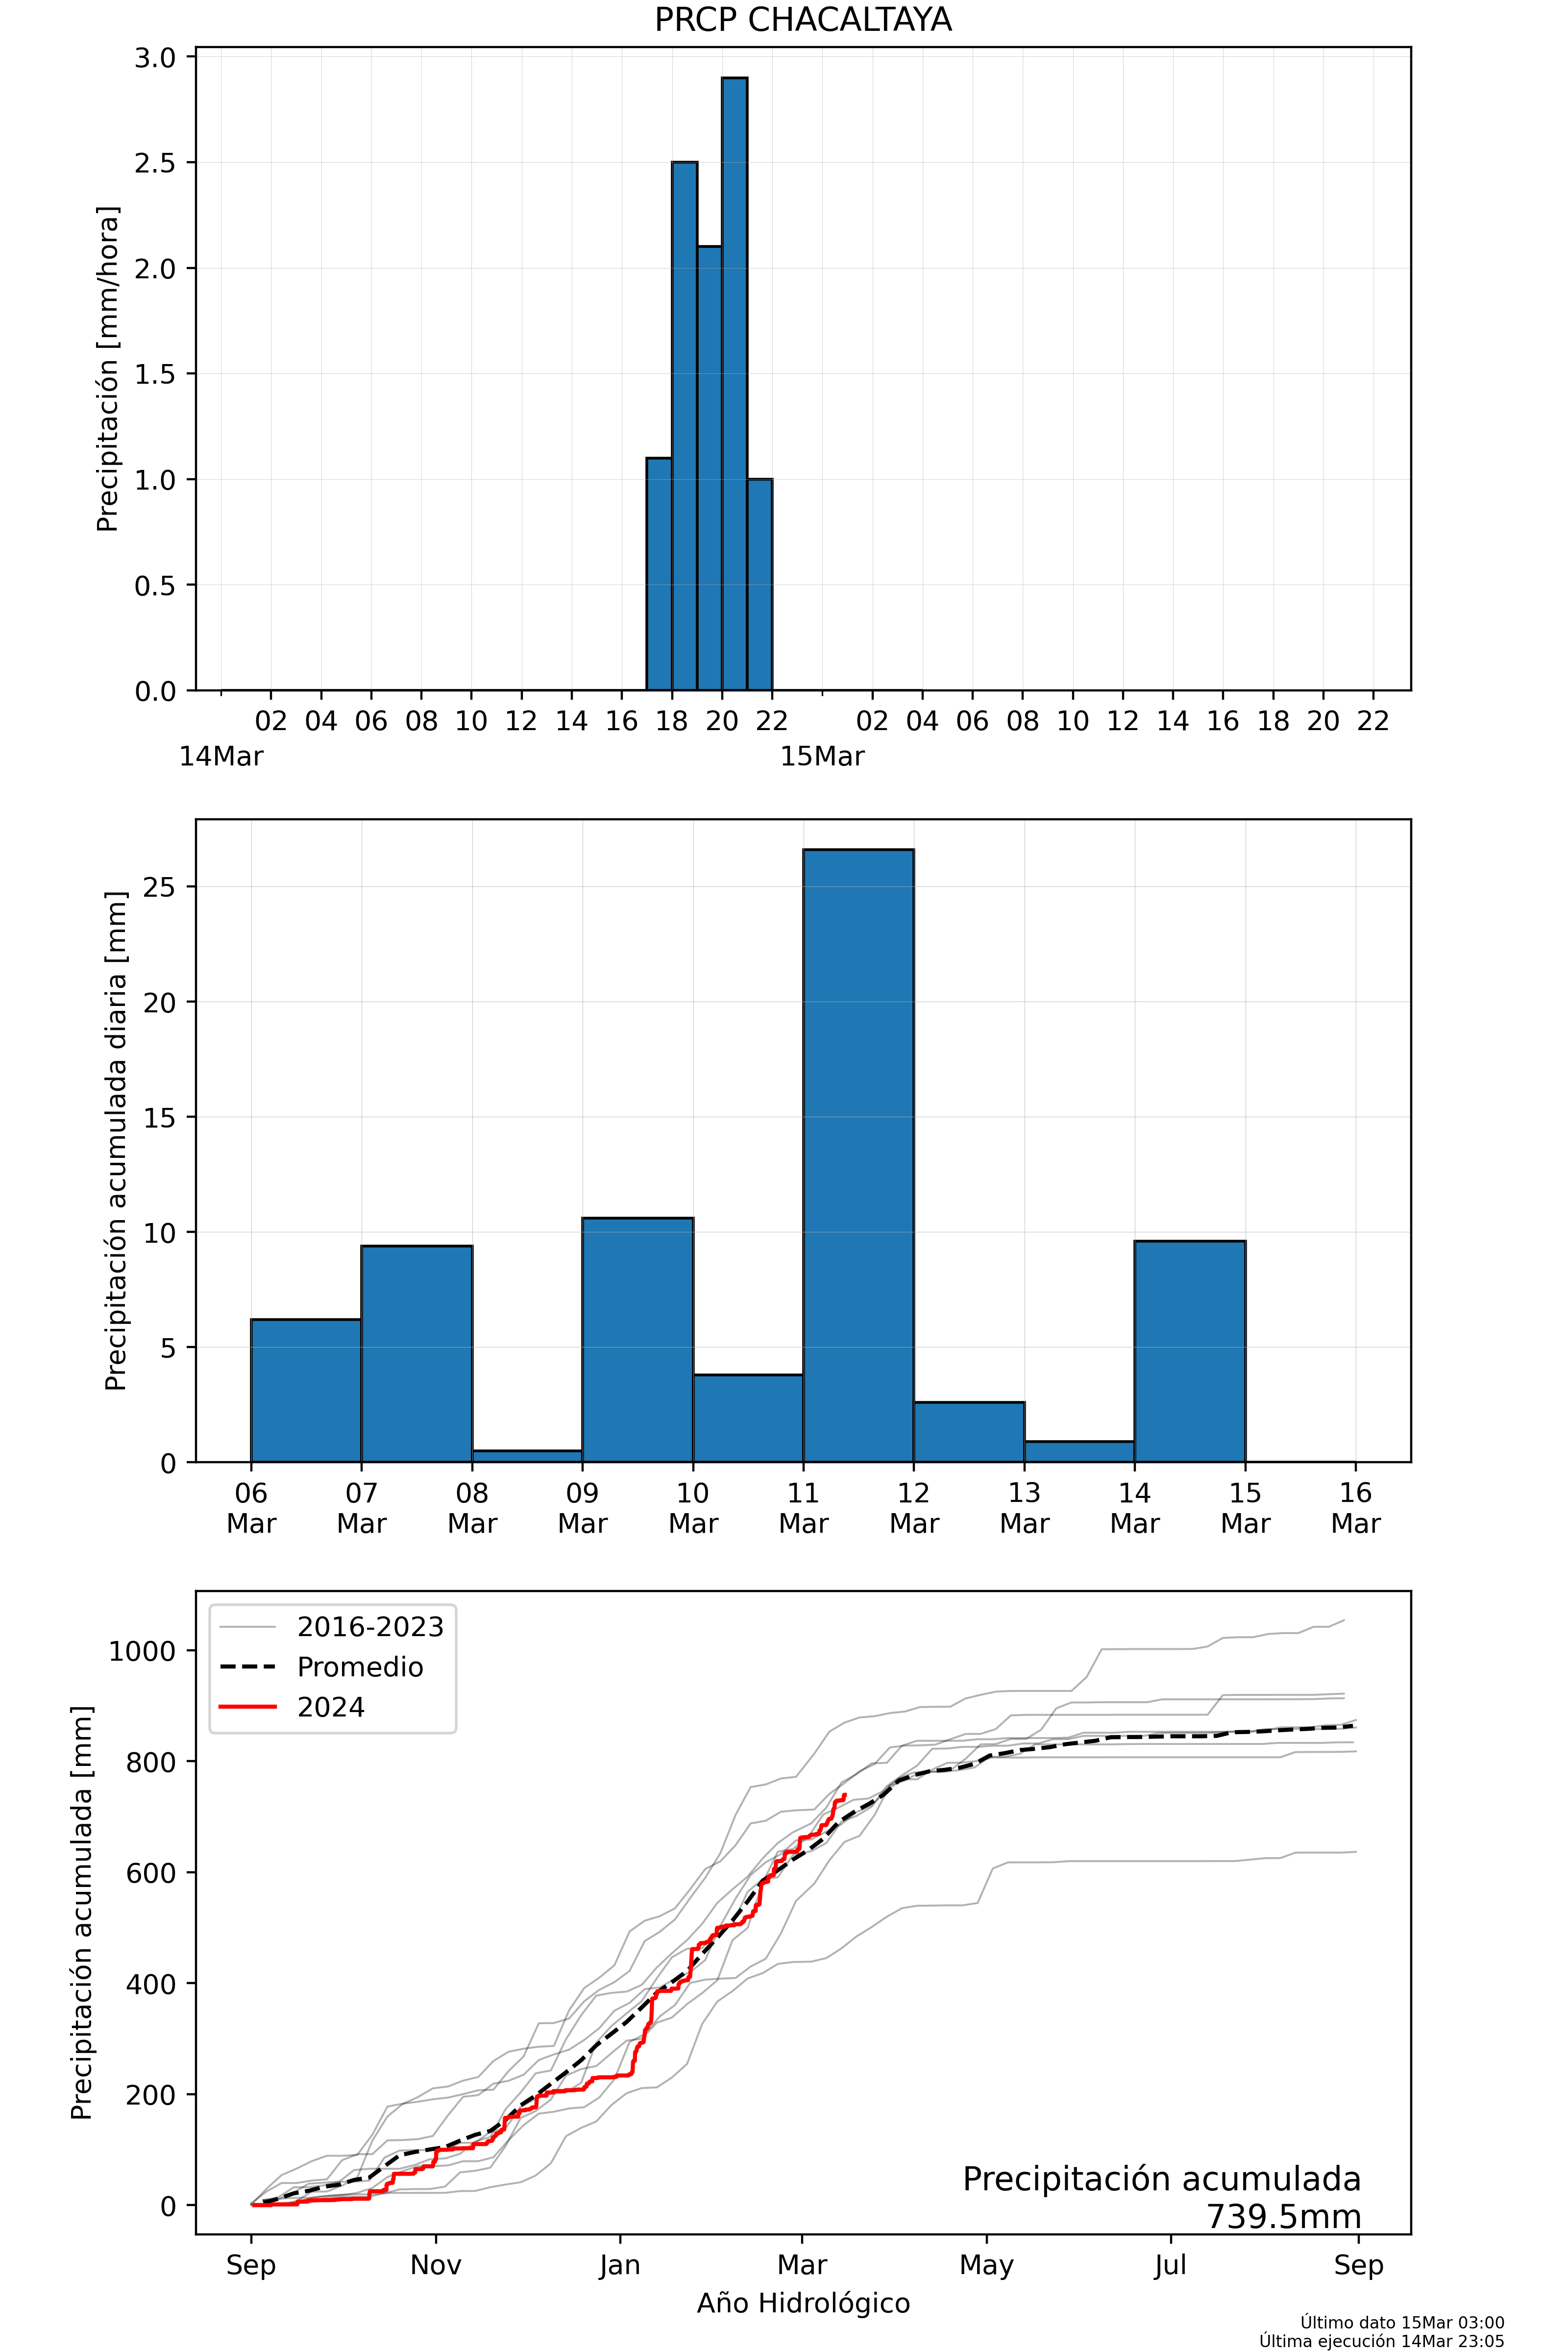 PRCP CHACALTAYA
Precipitación [mm/hora]
3.0
2.5
2.0
1.5
1.0
0.5
0.0
02 04 06 08 10 12 14 16 18 20 22 02 04 06 08 10 12 14 16 18 20 22
14Mar 15Mar
Precipitación acumulada diaria [mm]
25
20
15
10
5
0
06 07 08 09 10 11 12 13 14 15 16
Mar Mar Mar Mar Mar Mar Mar Mar Mar Mar Mar
Precipitación acumulada [mm]
1000
800
600
400
200
0
2016-2023
Promedio
2024
Precipitación acumulada
739.5mm
Sep Nov Jan Mar May Jul Sep
Año Hidrológico
Último dato 15Mar 03:00
Última ejecución 14Mar 23:05